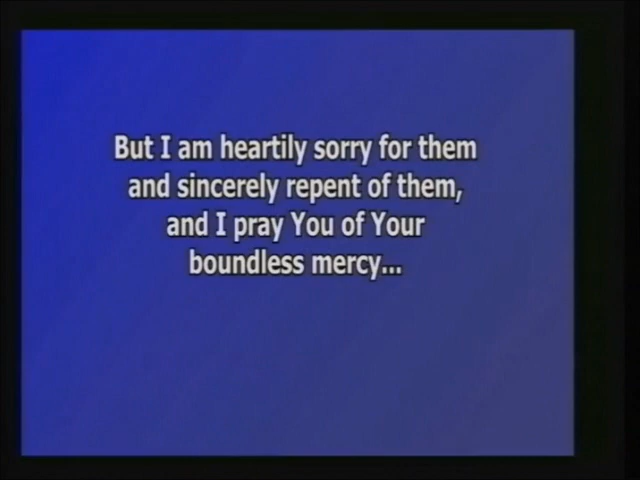 But I am heartily sorry for them
and sincerely repent of them,
and I pray You of Your
boundless mercy...